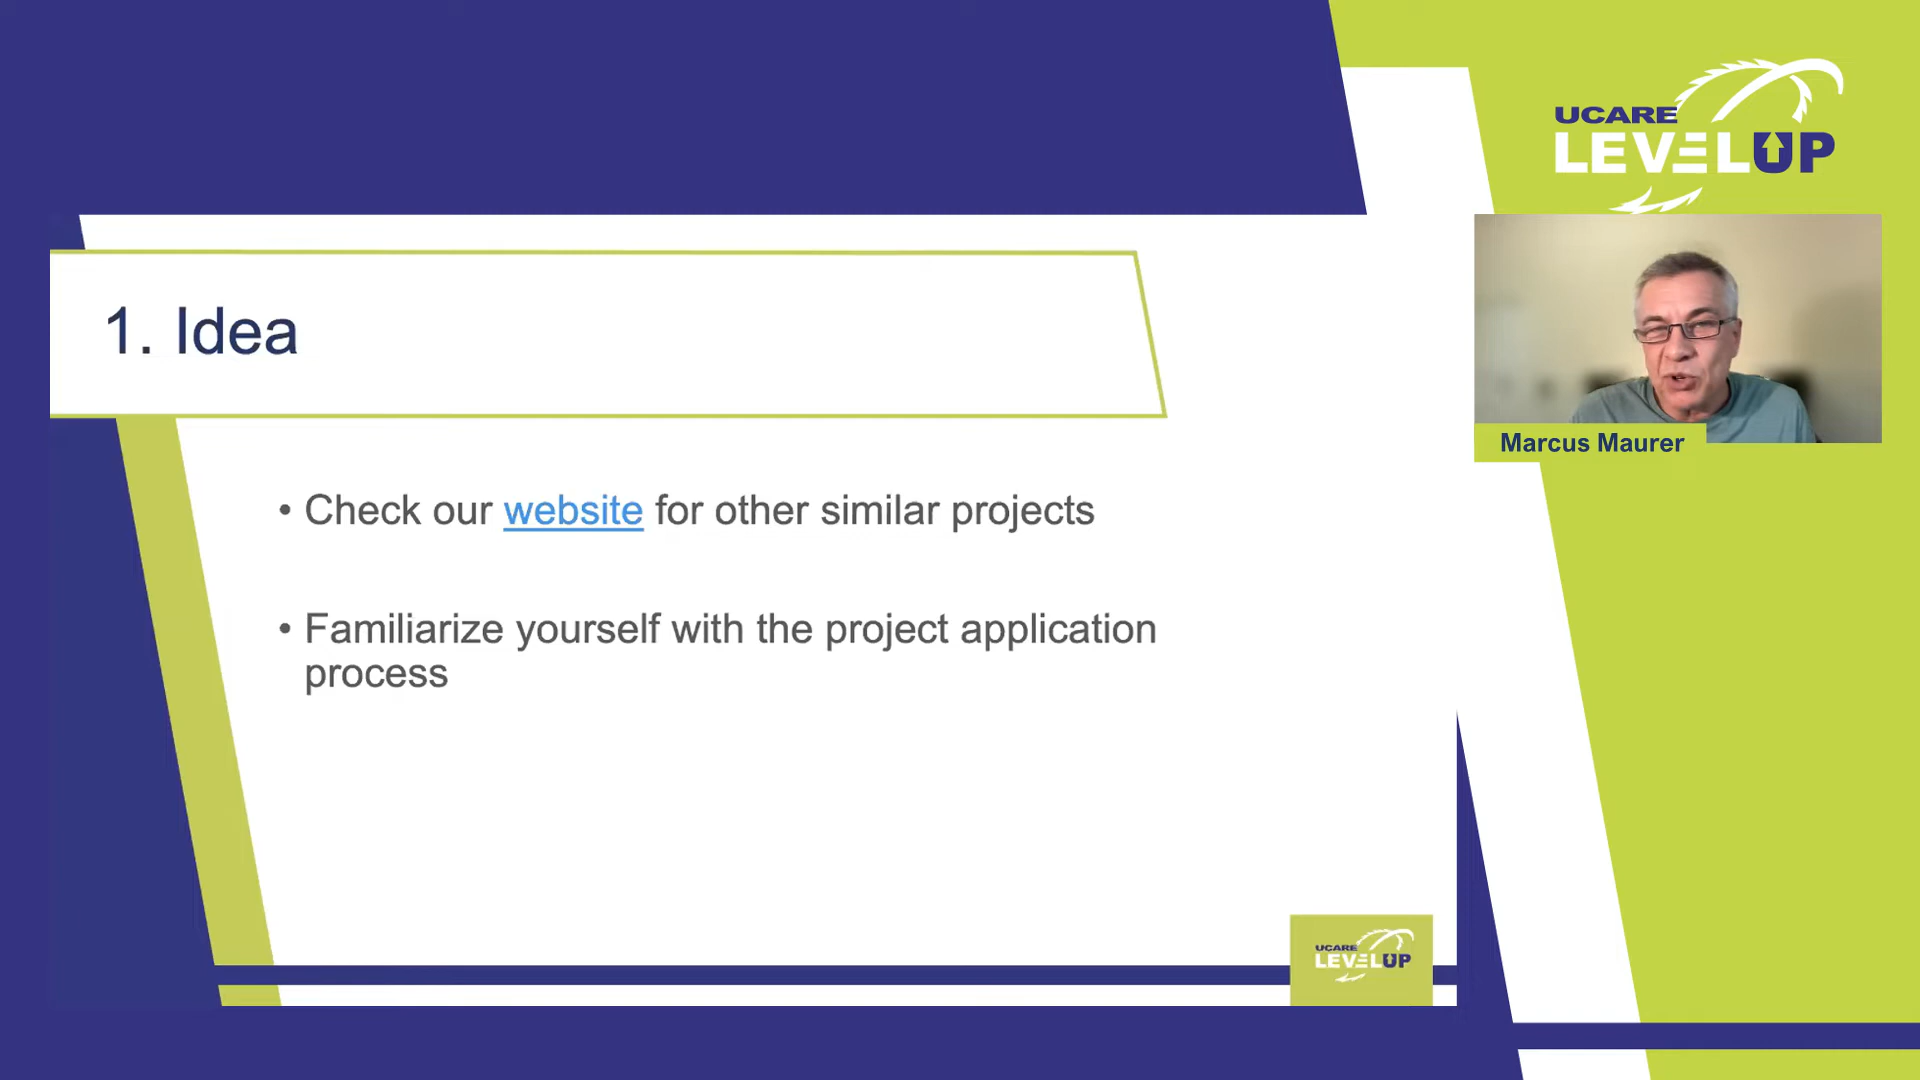 UCARE
LEVELUP
1. Idea
Marcus Maurer
• Check our website for other similar projects
• Familiarize yourself with the project application
process
UCARE
LEVELUP